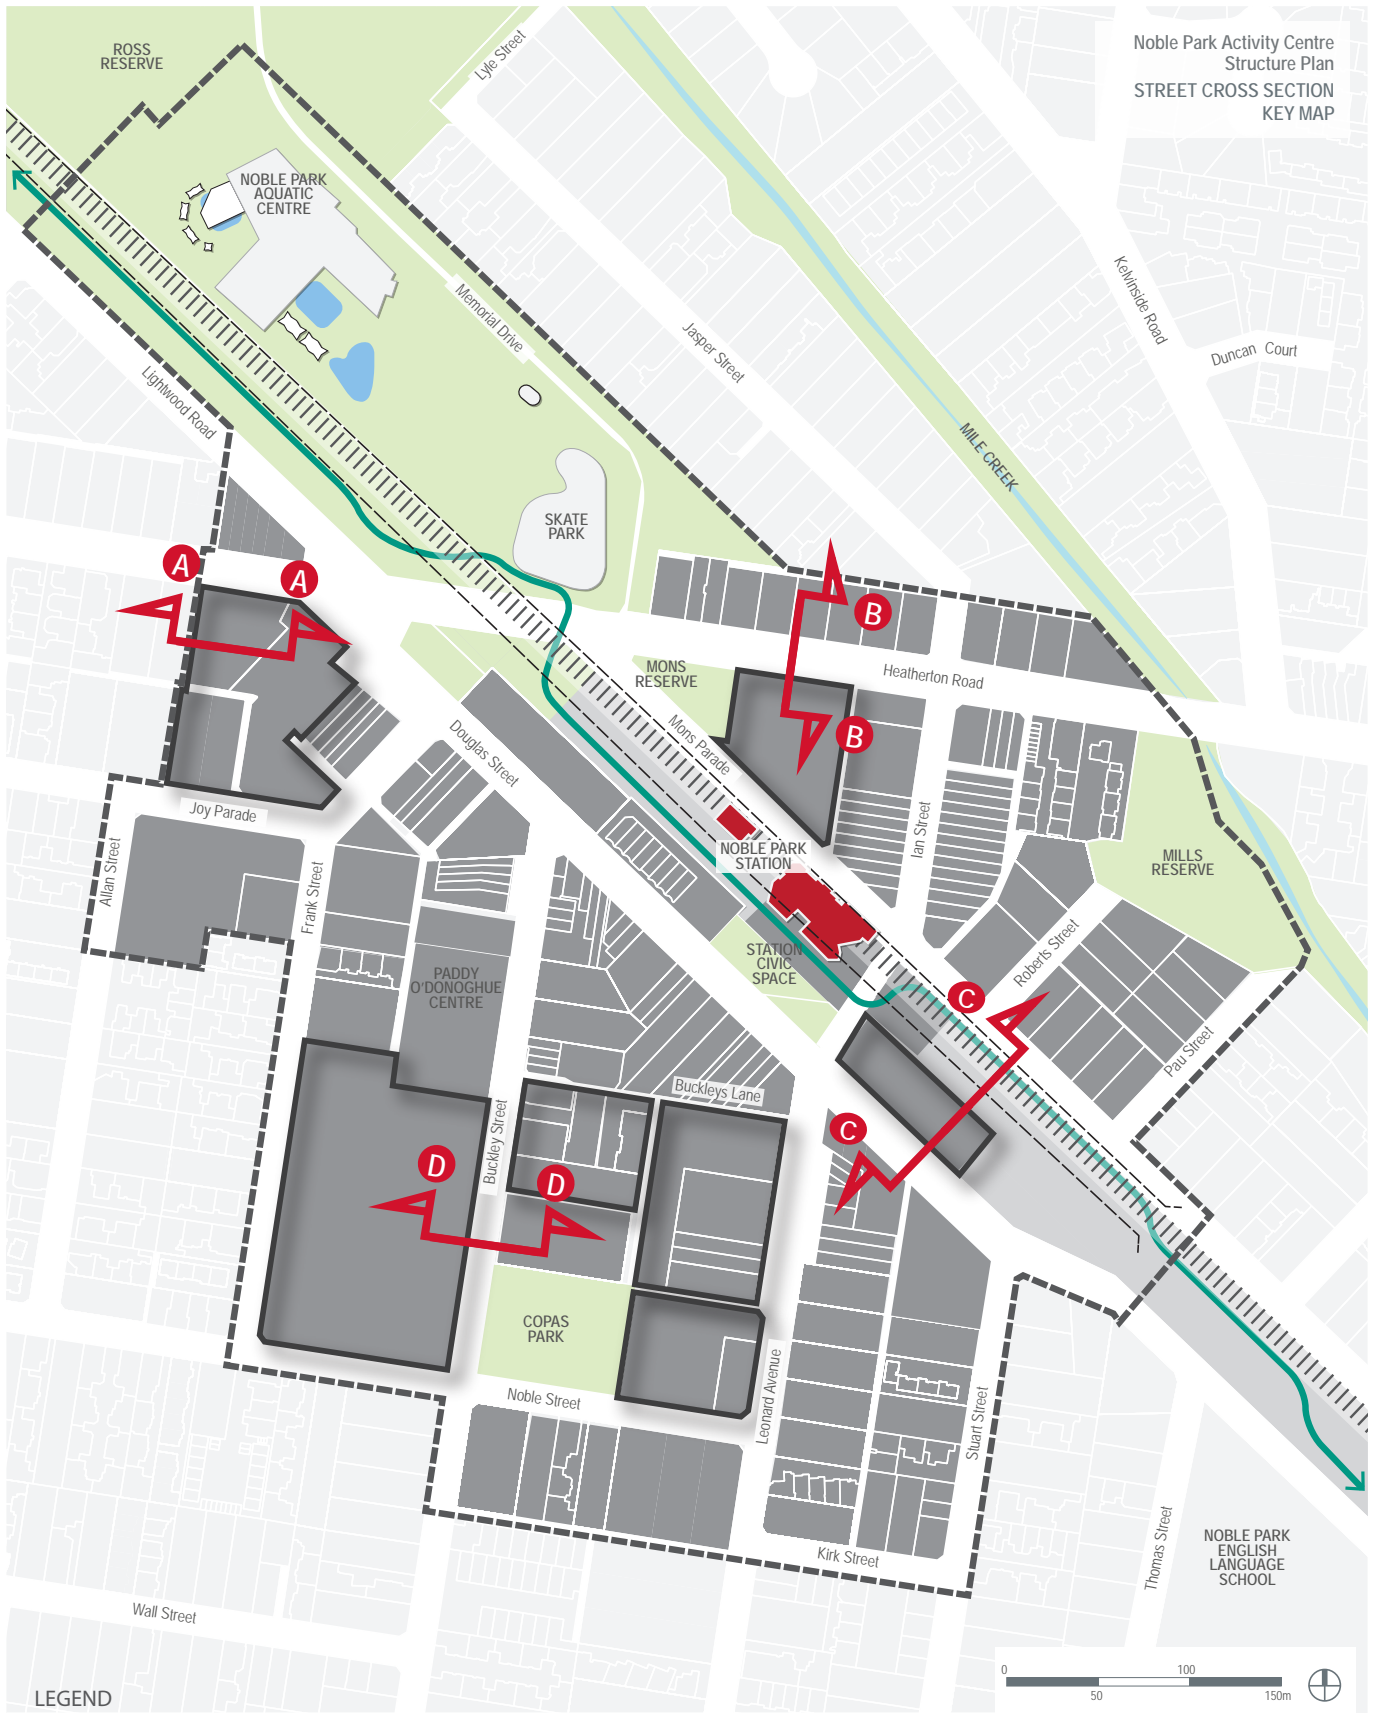 Noble Park Activity Centre
Structure Plan
STREET CROSS SECTION
KEY MAP
ROSS
RESERVE
Lyle Street
NOBLE PARK
AQUATIC
CENTRE
Memorial Drive
Jasper Street
Kelvinside Road
Duncan Court
Lightwood Road
MILE CREEK
SKATE
PARK
A
A
B
MONS
RESERVE
Heatherton Road
Mons Parade
B
Douglas Street
Joy Parade
Ian Street
NOBLE PARK
STATION
MILLS
RESERVE
Allan Street
Frank Street
Roberts Street
STATION
CIVIC
SPACE
PADDY
O'DONOGHUE
CENTRE
C
Pau Street
Buckleys Lane
C
Buckley Street
D
D
COPAS
PARK
Noble Street
Leonard Avenue
Stuart Street
Kirk Street
Thomas Street
NOBLE PARK
ENGLISH
LANGUAGE
SCHOOL
Wall Street
0 100
50 150m
LEGEND